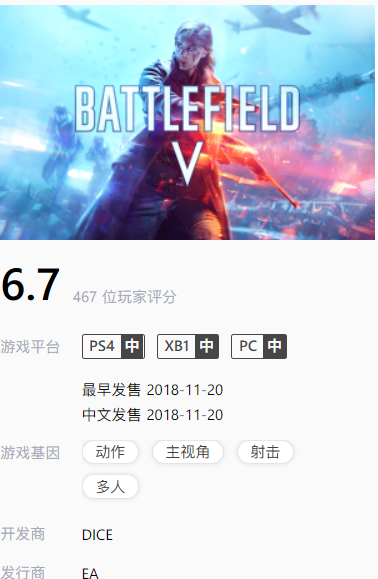 BATTLEFIELD
V
6.7 467 位玩家评分
游戏平台 PS4 中 XB1 中 PC 中
最早发售 2018-11-20
中文发售 2018-11-20
游戏基因 动作 主视角 射击
多人
开发商 DICE
发行商 EA